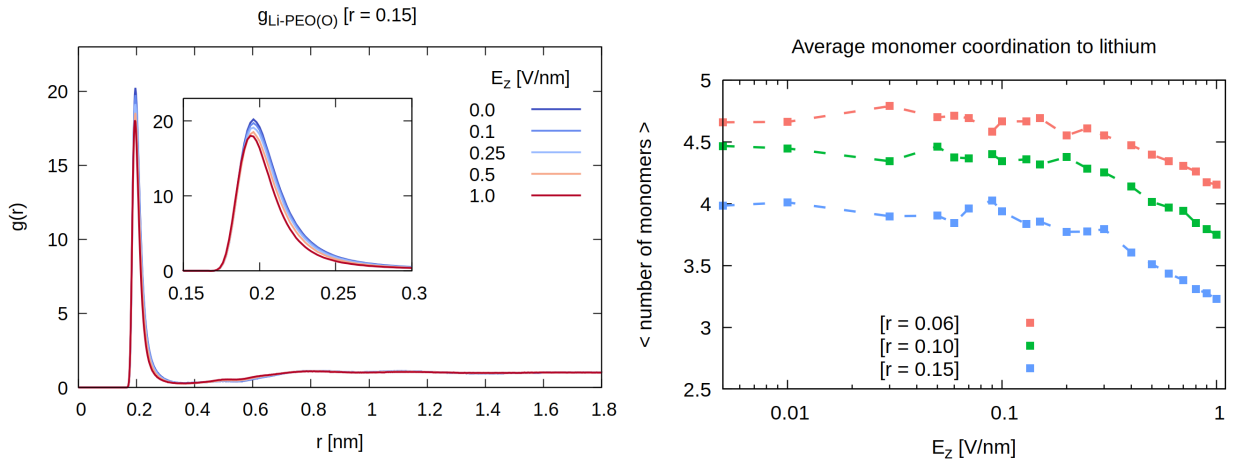 g_Li-PEO(O) [r = 0.15]
E_z [V/nm]
0.0
0.1
0.25
0.5
1.0
g(r)
20
15
10
5
0
0 0.2 0.4 0.6 0.8 1 1.2 1.4 1.6 1.8
r [nm]
20
10
0
0.15 0.2 0.25 0.3
Average monomer coordination to lithium
< number of monomers >
5
4.5
4
3.5
3
2.5
[r = 0.06]
[r = 0.10]
[r = 0.15]
0.01 0.1 1
E_z [V/nm]